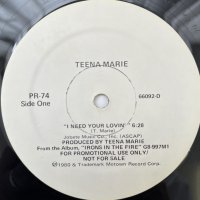 TEENA MARIE
PR-74
Side One
66092-D
"I NEED YOUR LOVIN'" 6:28
(T. Marie)
Jobete Music Co., Inc. (ASCAP)
PRODUCED BY TEENA MARIE
From the Album, "IRONS IN THE FIRE" G8 997M1
FOR PROMOTIONAL USE ONLY/
NOT FOR SALE
℗1980 & Trademark Motown Record Corp.